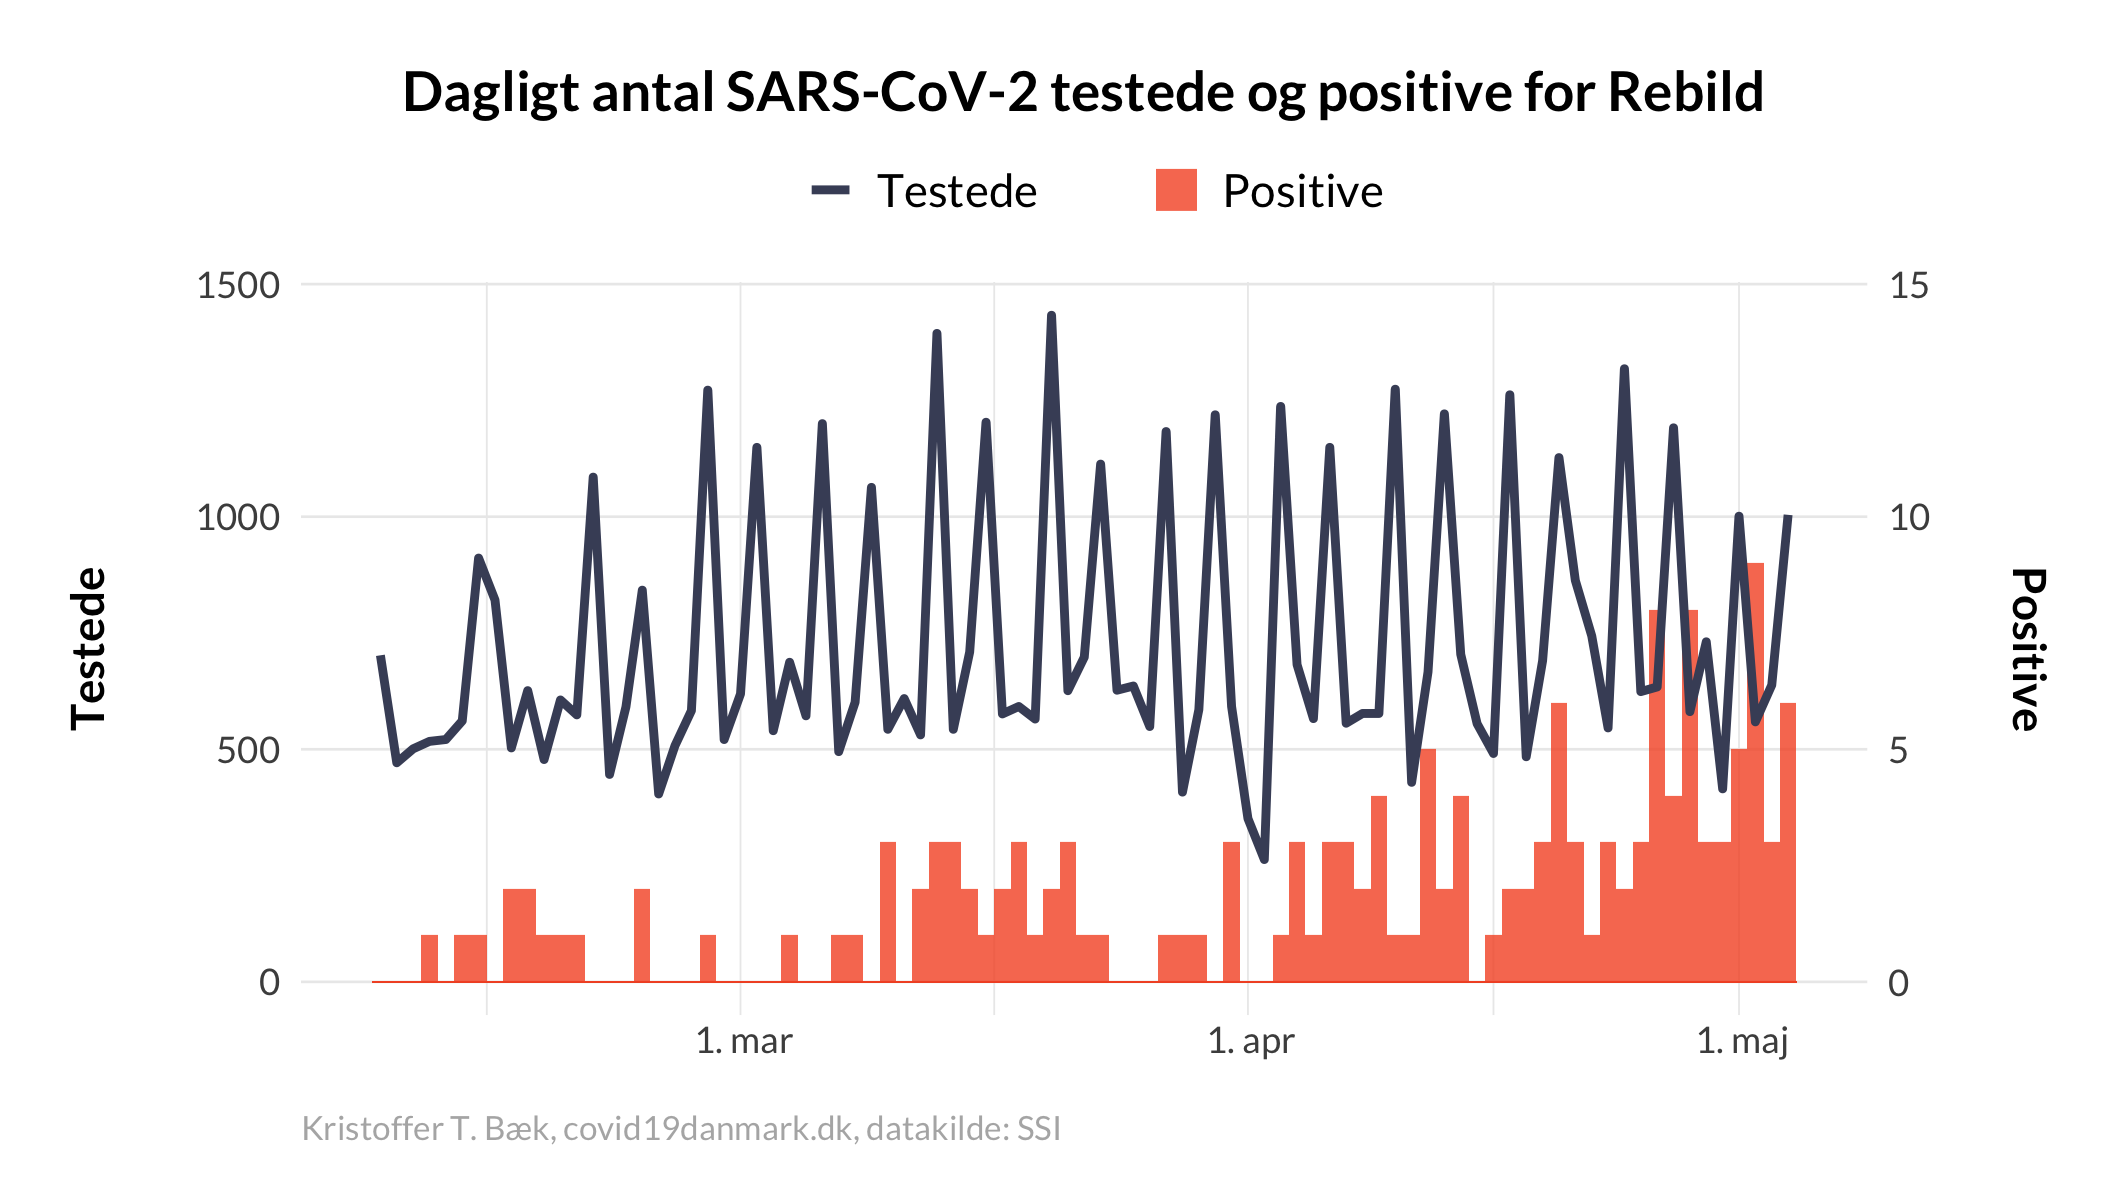 Dagligt antal SARS-CoV-2 testede og positive for Rebild
Testede Positive
1500 15
1000 10
500 5
0 0
Testede
Positive
1. mar 1. apr 1. maj
Kristoffer T. Bæk, covid19danmark.dk, datakilde: SSI